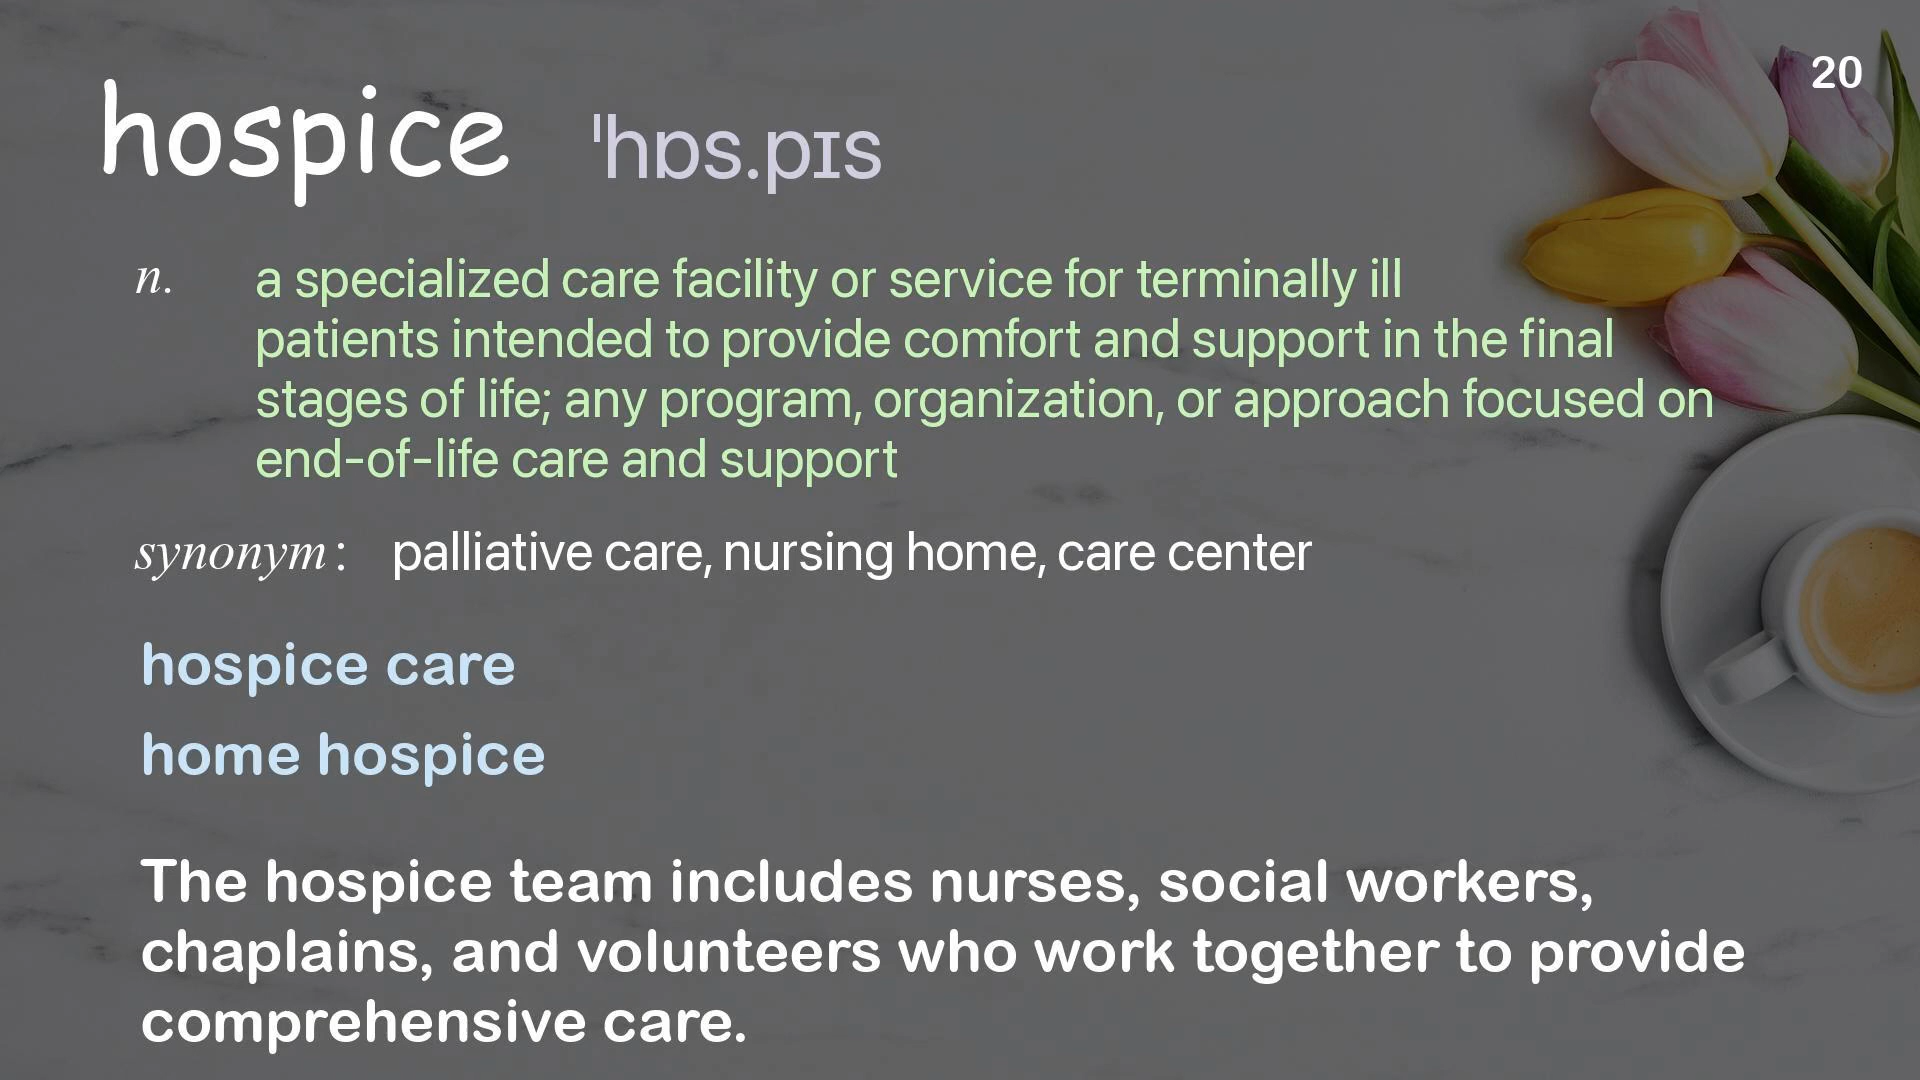 20
hospice ˈhɒs.pɪs
n. a specialized care facility or service for terminally ill
patients intended to provide comfort and support in the final
stages of life; any program, organization, or approach focused on
end-of-life care and support
synonym: palliative care, nursing home, care center
hospice care
home hospice
The hospice team includes nurses, social workers,
chaplains, and volunteers who work together to provide
comprehensive care.